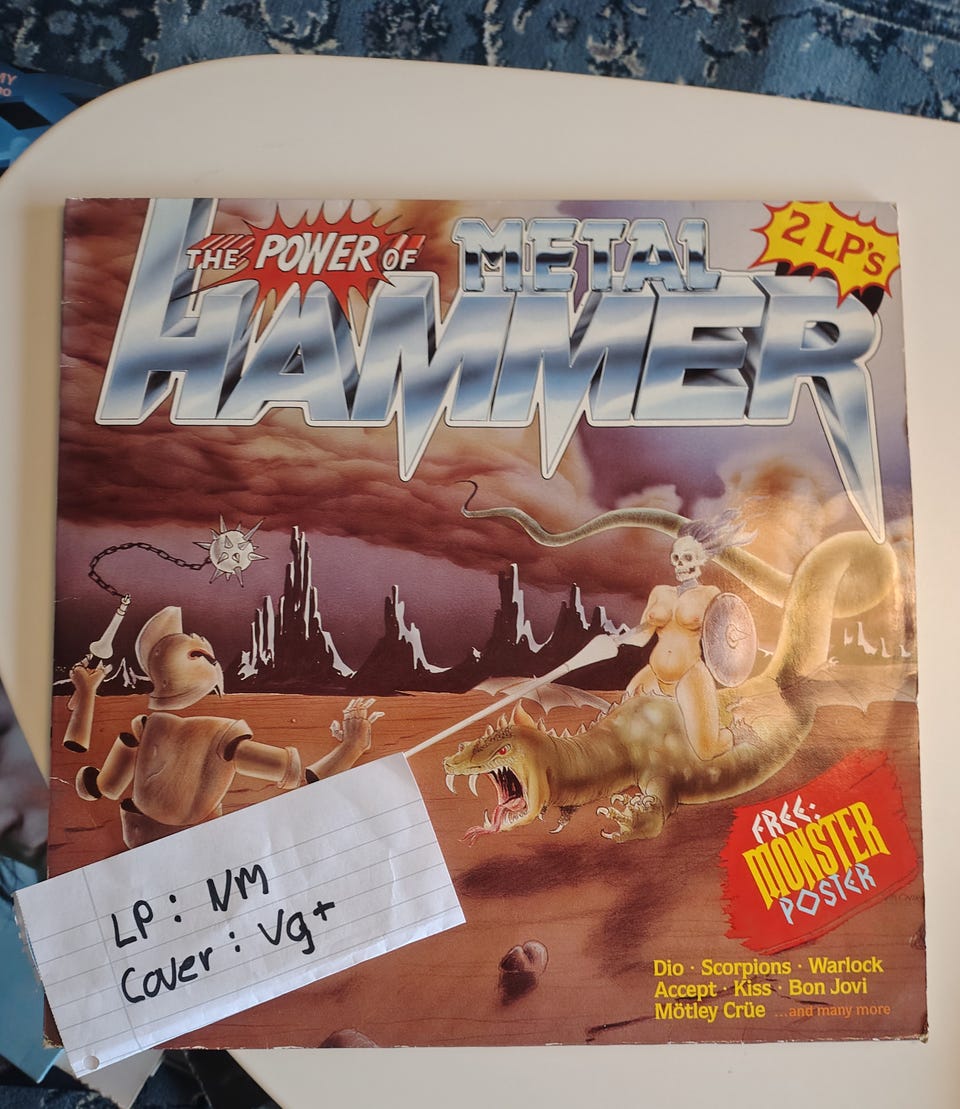 THE POWER OF METAL
HAMMER
2 LP's
FREE:
MONSTER
POSTER
LP: NM
Cover: Vg+
Dio · Scorpions · Warlock
Accept · Kiss · Bon Jovi
Mötley Crüe ...and many more